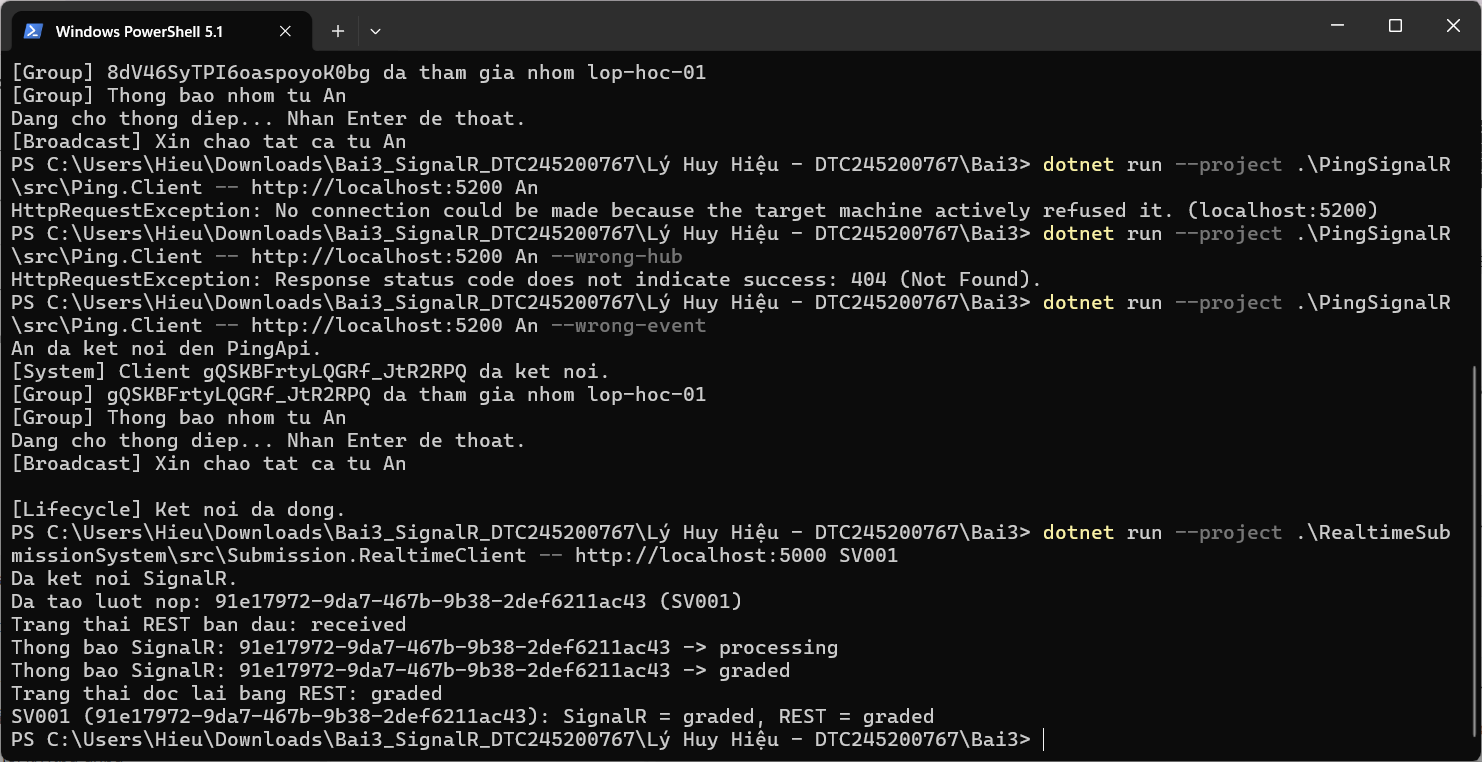 Windows PowerShell 5.1
[Group] 8dV46SyTPI6oaspoyoK0bg da tham gia nhom lop-hoc-01
[Group] Thong bao nhom tu An
Dang cho thong diep... Nhan Enter de thoat.
[Broadcast] Xin chao tat ca tu An
PS C:\Users\Hieu\Downloads\Bai3_SignalR_DTC245200767\Lý Huy Hiệu - DTC245200767\Bai3> dotnet run --project .\PingSignalR
\src\Ping.Client -- http://localhost:5200 An
HttpRequestException: No connection could be made because the target machine actively refused it. (localhost:5200)
PS C:\Users\Hieu\Downloads\Bai3_SignalR_DTC245200767\Lý Huy Hiệu - DTC245200767\Bai3> dotnet run --project .\PingSignalR
\src\Ping.Client -- http://localhost:5200 An --wrong-hub
HttpRequestException: Response status code does not indicate success: 404 (Not Found).
PS C:\Users\Hieu\Downloads\Bai3_SignalR_DTC245200767\Lý Huy Hiệu - DTC245200767\Bai3> dotnet run --project .\PingSignalR
\src\Ping.Client -- http://localhost:5200 An --wrong-event
An da ket noi den PingApi.
[System] Client gQSKBFrtyLQGRf_JtR2RPQ da ket noi.
[Group] gQSKBFrtyLQGRf_JtR2RPQ da tham gia nhom lop-hoc-01
[Group] Thong bao nhom tu An
Dang cho thong diep... Nhan Enter de thoat.
[Broadcast] Xin chao tat ca tu An
[Lifecycle] Ket noi da dong.
PS C:\Users\Hieu\Downloads\Bai3_SignalR_DTC245200767\Lý Huy Hiệu - DTC245200767\Bai3> dotnet run --project .\RealtimeSub
missionSystem\src\Submission.RealtimeClient -- http://localhost:5000 SV001
Da ket noi SignalR.
Da tao luot nop: 91e17972-9da7-467b-9b38-2def6211ac43 (SV001)
Trang thai REST ban dau: received
Thong bao SignalR: 91e17972-9da7-467b-9b38-2def6211ac43 -> processing
Thong bao SignalR: 91e17972-9da7-467b-9b38-2def6211ac43 -> graded
Trang thai doc lai bang REST: graded
SV001 (91e17972-9da7-467b-9b38-2def6211ac43): SignalR = graded, REST = graded
PS C:\Users\Hieu\Downloads\Bai3_SignalR_DTC245200767\Lý Huy Hiệu - DTC245200767\Bai3>